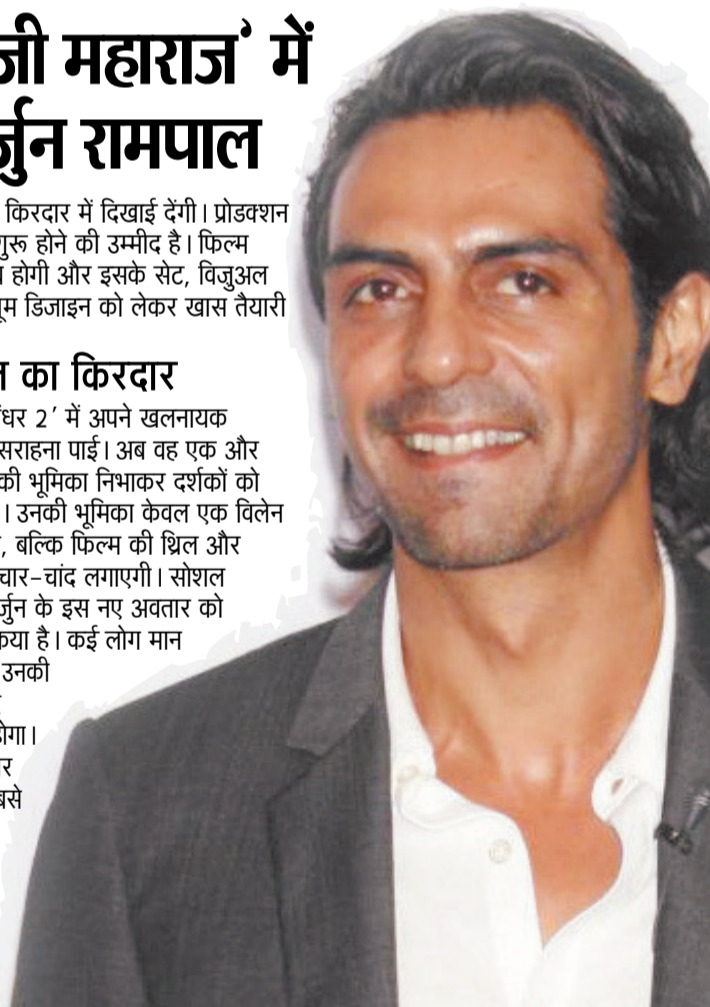 जी महाराज’ में
र्जुन रामपाल
किरदार में दिखाई देंगी। प्रोडक्शन
शुरू होने की उम्मीद है। फिल्म
होगी और इसके सेट, विजुअल
डिजाइन को लेकर खास तैयारी
का किरदार
धर 2’ में अपने खलनायक
सराहना पाई। अब वह एक और
की भूमिका निभाकर दर्शकों को
। उनकी भूमिका केवल एक विलेन
, बल्कि फिल्म की थ्रिल और
चार-चांद लगाएगी। सोशल
र्जुन के इस नए अवतार को
किया है। कई लोग मान
उनकी
होगा।
र
बसे